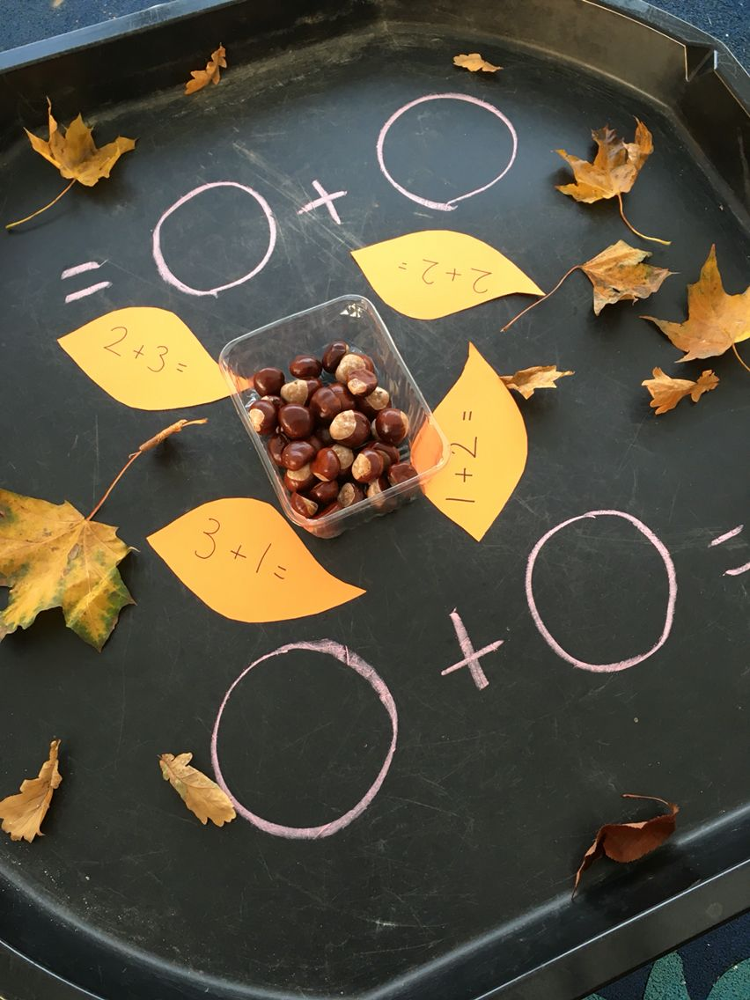 = +
2 + 2 =
2 + 3 =
1 + 2 =
3 + 1 =
+ =